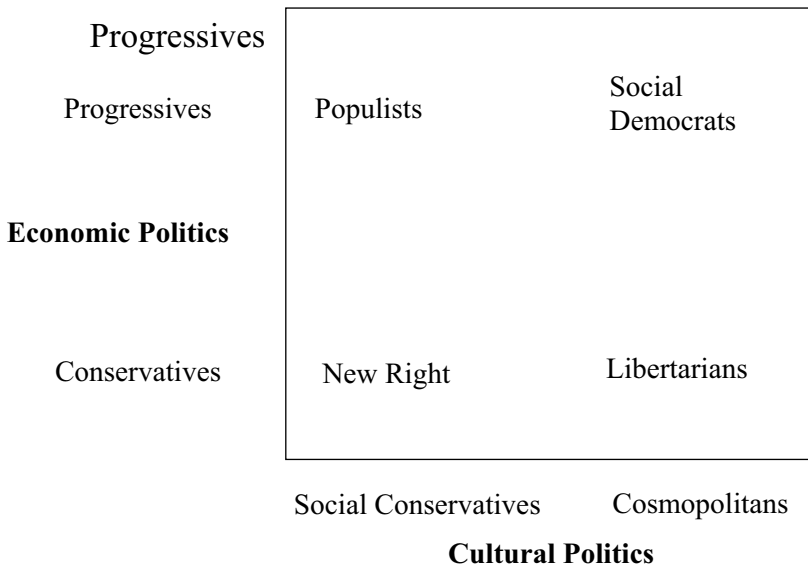 Progressives
Progressives
Populists
Social
Democrats
Economic Politics
Conservatives
New Right
Libertarians
Social Conservatives
Cosmopolitans
Cultural Politics